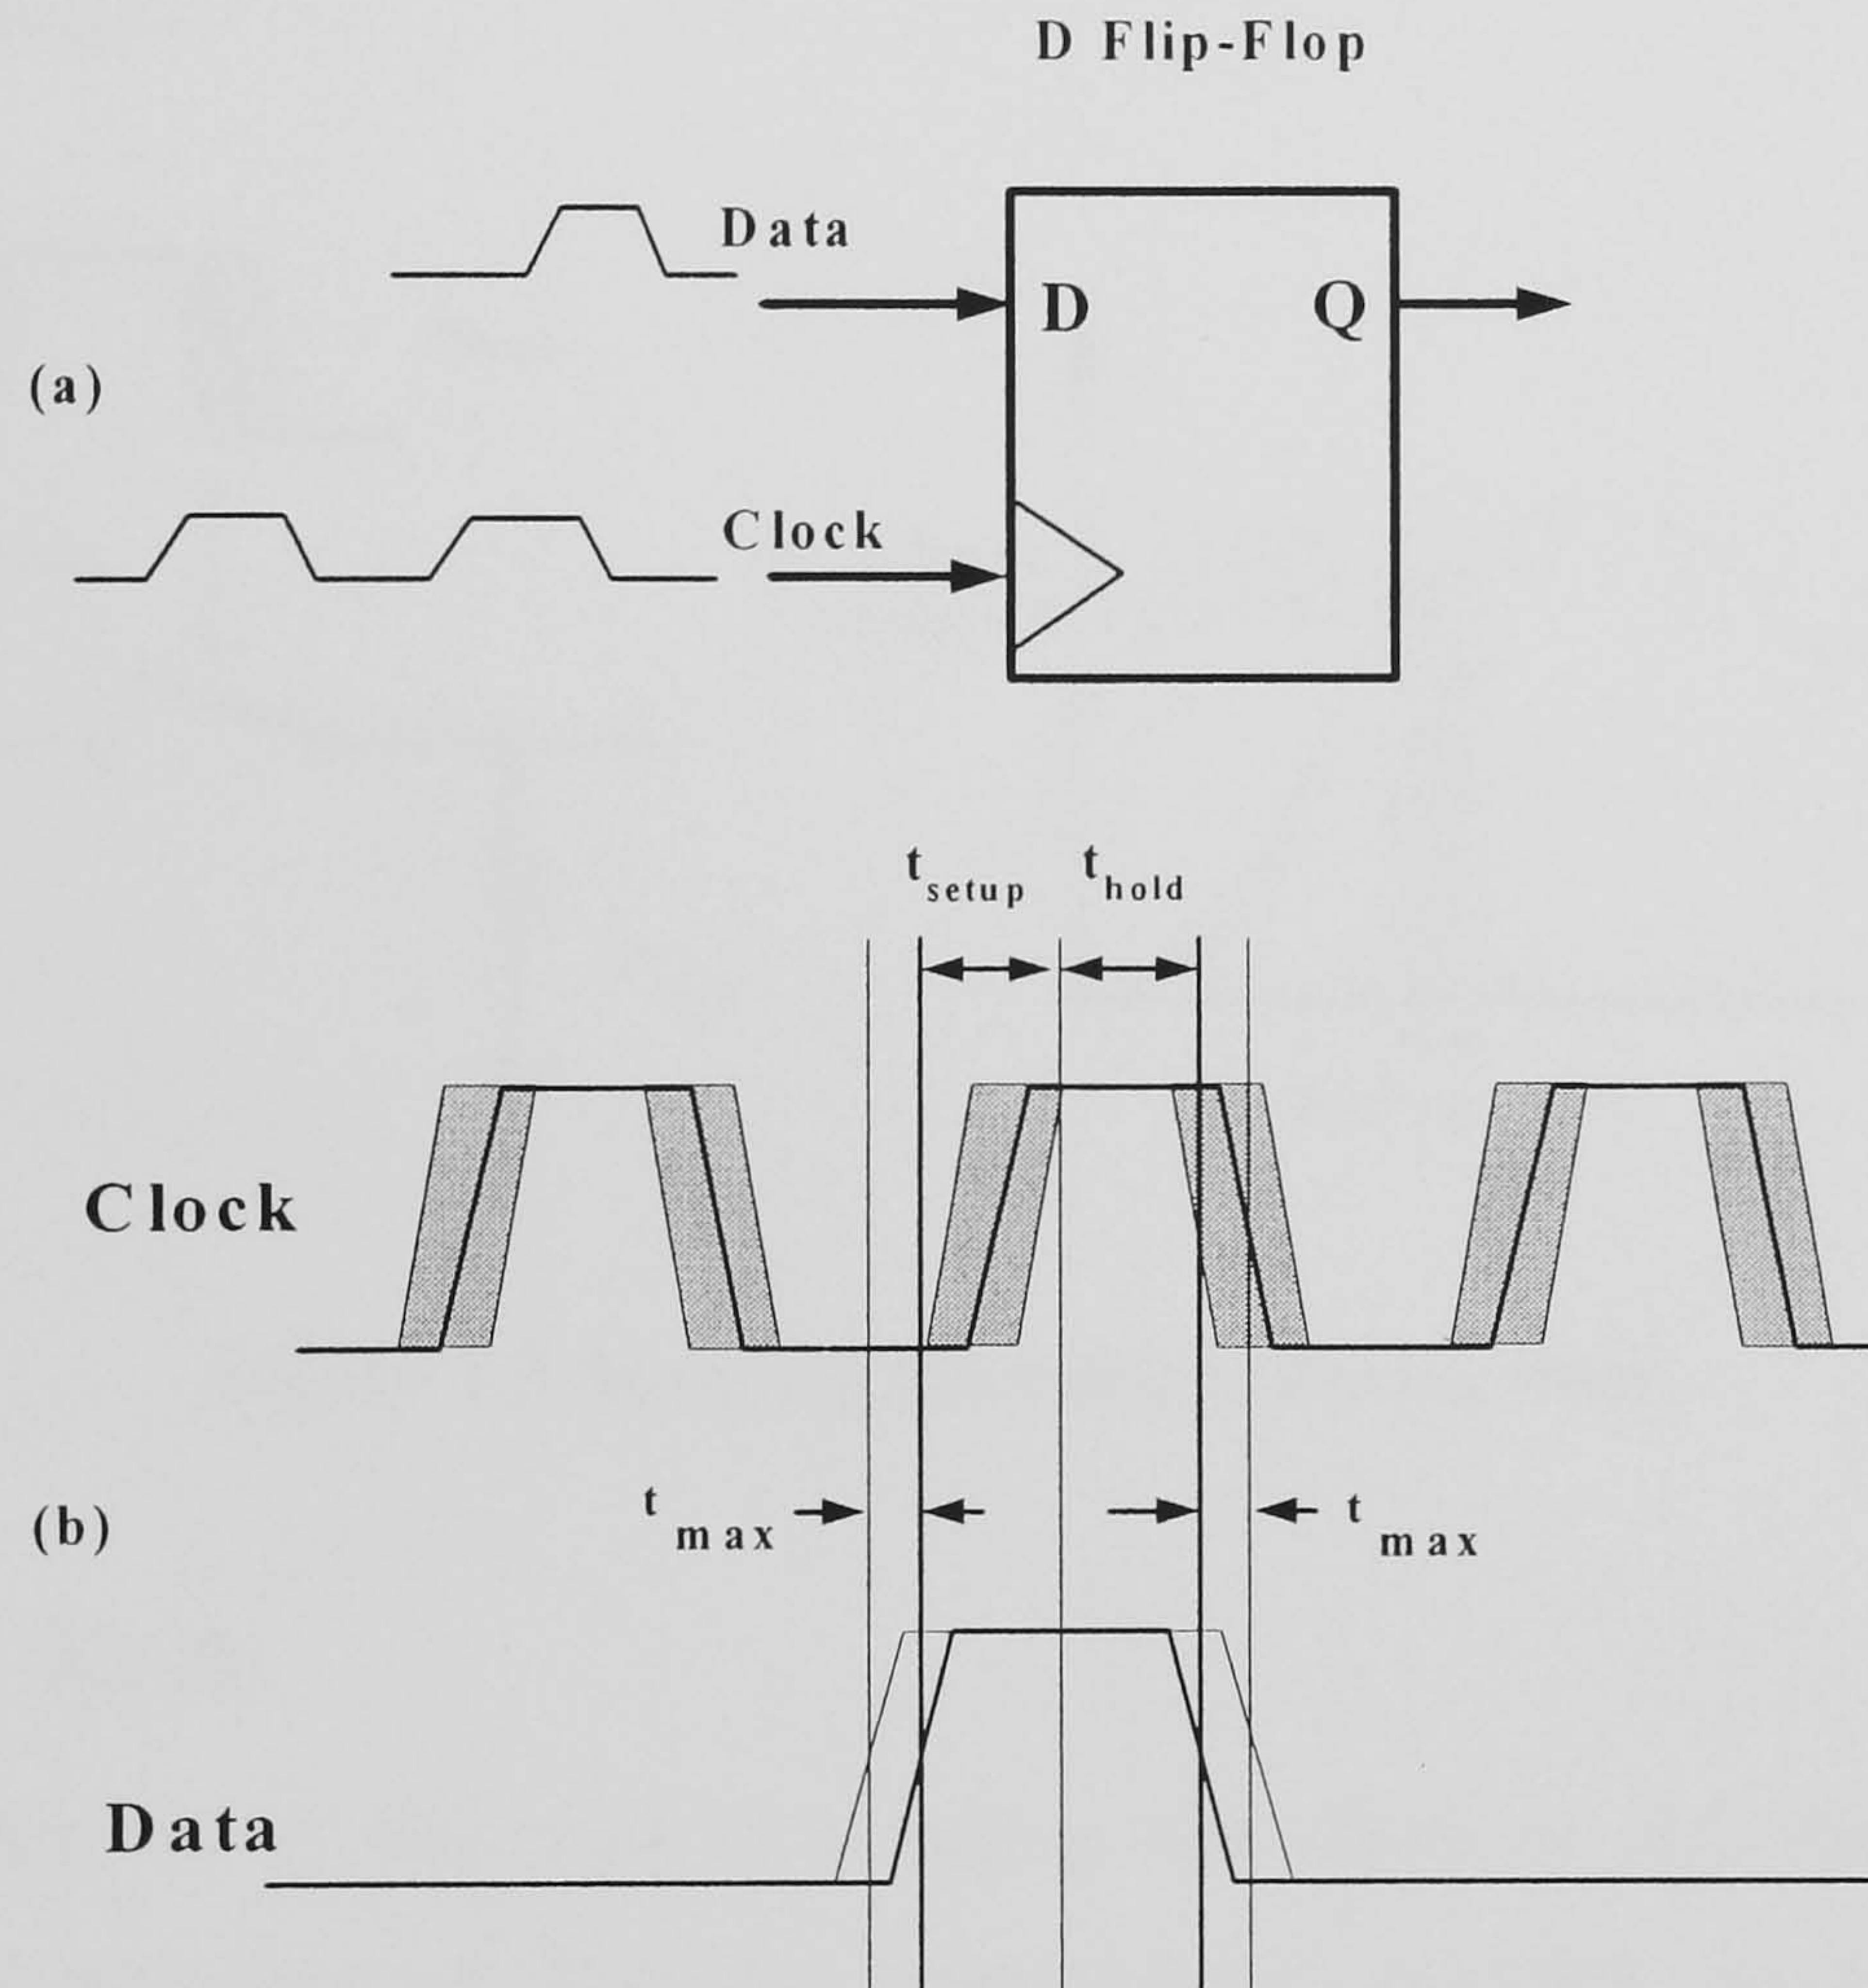 D Flip-Flop
Data
D
Q
(a)
Clock
t setup
t hold
Clock
t max
t max
(b)
Data